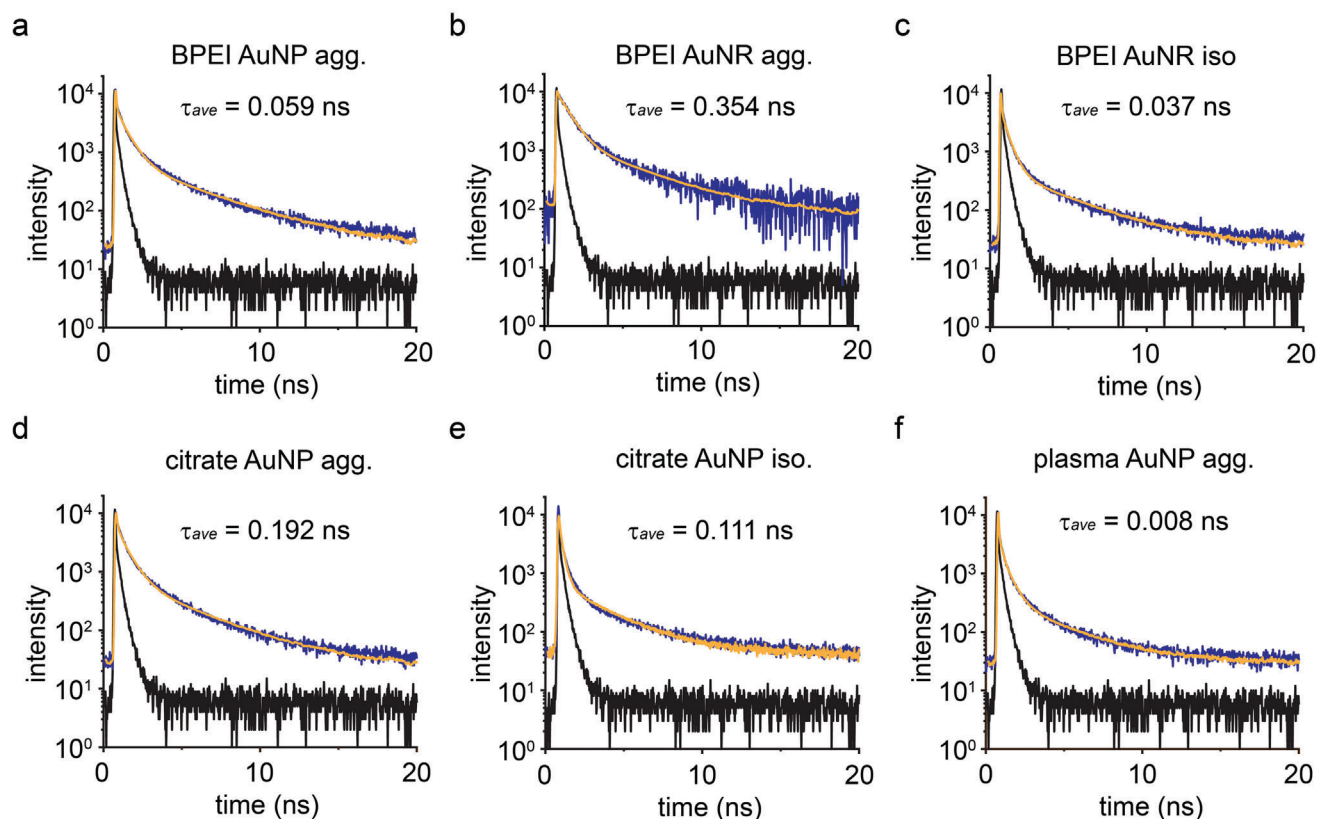 a
BPEI AuNP agg.
τave = 0.059 ns
intensity
10⁴
10³
10²
10¹
10⁰
0
10
20
time (ns)
b
BPEI AuNR agg.
τave = 0.354 ns
intensity
10⁴
10³
10²
10¹
10⁰
0
10
20
time (ns)
c
BPEI AuNR iso
τave = 0.037 ns
intensity
10⁴
10³
10²
10¹
10⁰
0
10
20
time (ns)
d
citrate AuNP agg.
τave = 0.192 ns
intensity
10⁴
10³
10²
10¹
10⁰
0
10
20
time (ns)
e
citrate AuNP iso.
τave = 0.111 ns
intensity
10⁴
10³
10²
10¹
10⁰
0
10
20
time (ns)
f
plasma AuNP agg.
τave = 0.008 ns
intensity
10⁴
10³
10²
10¹
10⁰
0
10
20
time (ns)